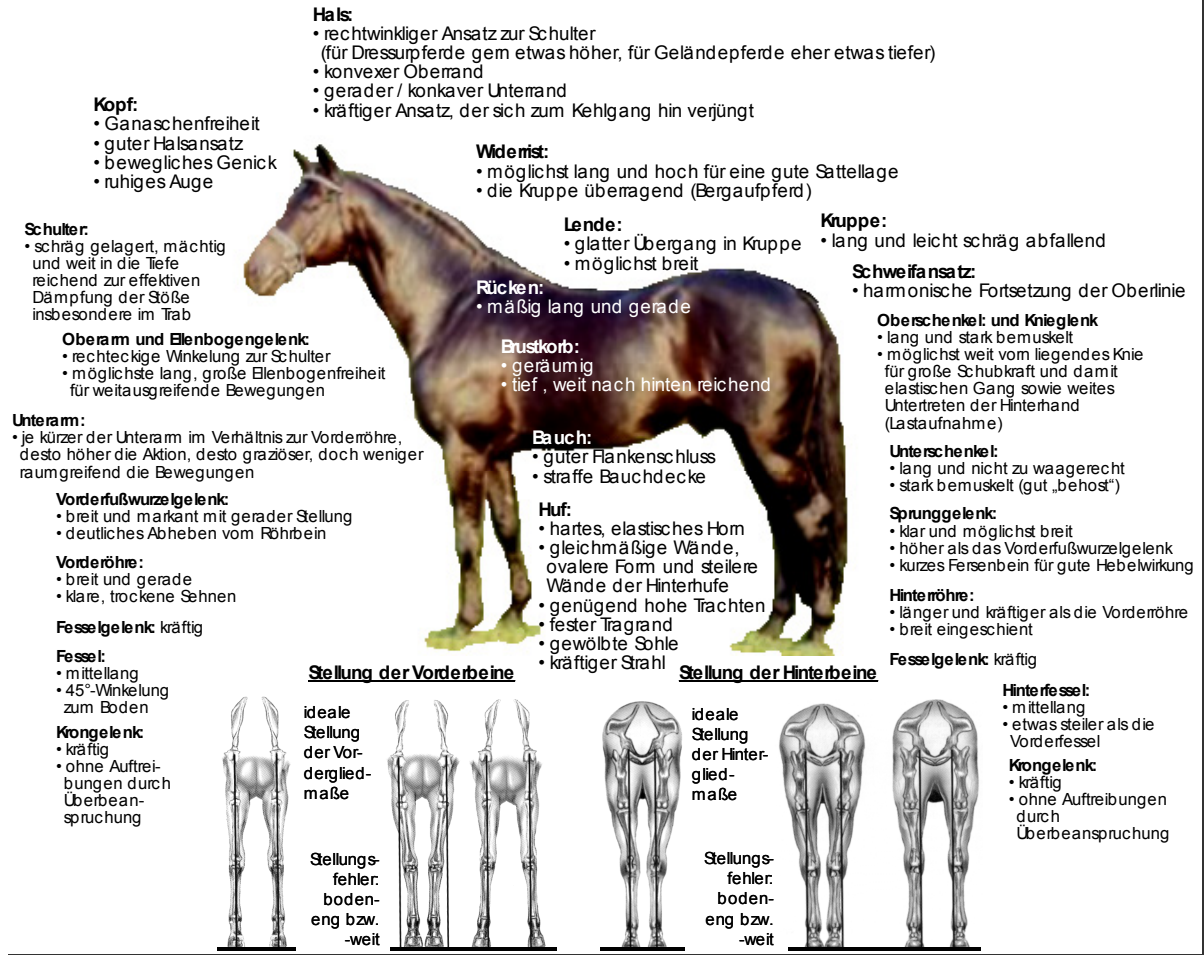 Hals:
• rechtwinkliger Ansatz zur Schulter
(für Dressurpferde gern etwas höher, für Geländepferde eher etwas tiefer)
• konvexer Oberrand
• gerader / konkaver Unterrand
• kräftiger Ansatz, der sich zum Kehlgang hin verjüngt
Kopf:
• Ganaschenfreiheit
• guter Halsansatz
• bewegliches Genick
• ruhiges Auge
Widerrist:
• möglichst lang und hoch für eine gute Sattellage
• die Kruppe überragend (Bergaufpferd)
Schulter:
• schräg gelagert, mächtig
und weit in die Tiefe
reichend zur effektiven
Dämpfung der Stöße
insbesondere im Trab
Lende:
• glatter Übergang in Kruppe
• möglichst breit
Kruppe:
• lang und leicht schräg abfallend
Schweifansatz:
• harmonische Fortsetzung der Oberlinie
Rücken:
• mäßig lang und gerade
Oberschenkel: und Knieglenk
• lang und stark bemuskelt
• möglichst weit vorn liegendes Knie
für große Schubkraft und damit
elastischen Gang sowie weites
Untertreten der Hinterhand
(Lastaufnahme)
Oberarm und Ellenbogengelenk:
• rechteckige Winkelung zur Schulter
• möglichste lang, große Ellenbogenfreiheit
für weitausgreifende Bewegungen
Brustkorb:
• geräumig
• tief , weit nach hinten reichend
Unterarm:
• je kürzer der Unterarm im Verhältnis zur Vorderröhre,
desto höher die Aktion, desto graziöser, doch weniger
raumgreifend die Bewegungen
Bauch:
• guter Flankenschluss
• straffe Bauchdecke
Unterschenkel:
• lang und nicht zu waagerecht
• stark bemuskelt (gut „behost“)
Vorderfußwurzelgelenk:
• breit und markant mit gerader Stellung
• deutliches Abheben vom Röhrbein
Huf:
• hartes, elastisches Horn
• gleichmäßige Wände,
ovalere Form und steilere
Wände der Hinterhufe
• genügend hohe Trachten
• fester Tragrand
• gewölbte Sohle
• kräftiger Strahl
Sprunggelenk:
• klar und möglichst breit
• höher als das Vorderfußwurzelgelenk
• kurzes Fersenbein für gute Hebelwirkung
Vorderöhre:
• breit und gerade
• klare, trockene Sehnen
Hinterröhre:
• länger und kräftiger als die Vorderröhre
• breit eingeschient
Fesselgelenk: kräftig
Fesselgelenk: kräftig
Fessel:
• mittellang
• 45°-Winkelung
zum Boden
Krongelenk:
• kräftig
• ohne Auftrei-
bungen durch
Überbean-
spruchung
Stellung der Vorderbeine
ideale
Stellung
der Vor-
derglied-
maße
Stellungs-
fehler:
boden-
eng bzw.
-weit
Stellung der Hinterbeine
ideale
Stellung
der Hinter-
glied-
maße
Stellungs-
fehler:
boden-
eng bzw.
-weit
Hinterfessel:
• mittellang
• etwas steiler als die
Vorderfessel
Krongelenk:
• kräftig
• ohne Auftreibungen
durch
Überbeanspruchung